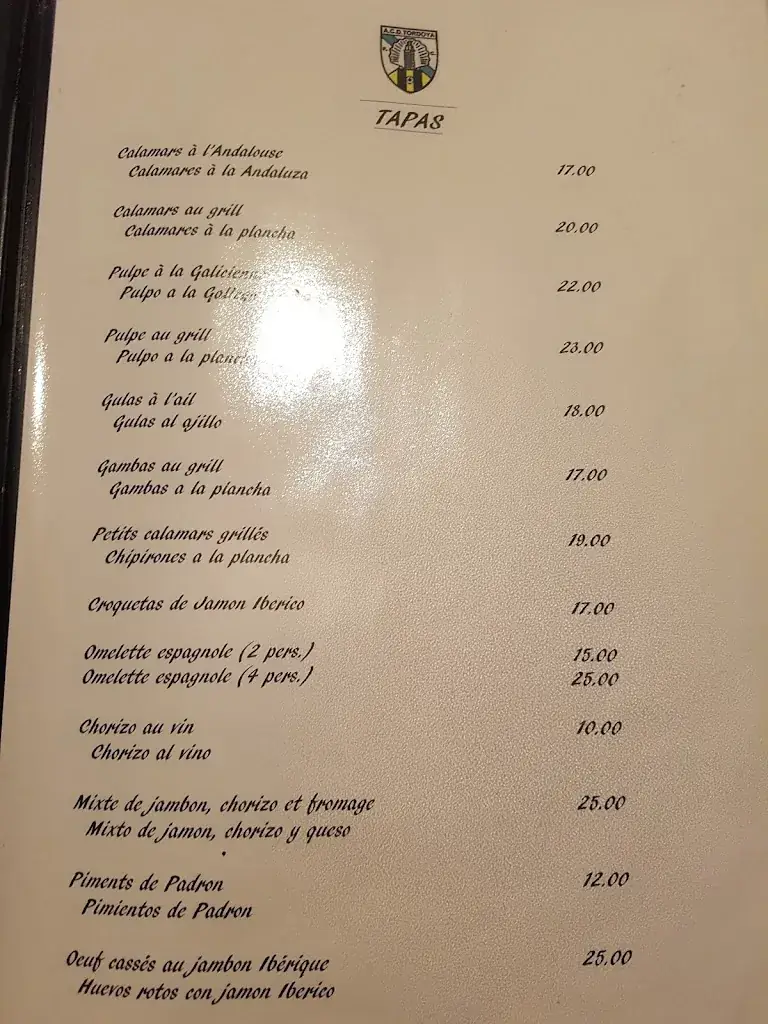 A.C.D. TORDOYA
TAPAS
Calamars à l'Andalouse
Calamares à la Andaluza 17.00
Calamars au grill
Calamares à la plancha 20.00
Pulpe à la
Pulpo a la 22.00
Pulpe au grill
Pulpo a la 23.00
Gulas à l'ail
Gulas al ajillo 18.00
Gambas au grill
Gambas a la plancha 17.00
Petits calamars grillés
Chipirones a la plancha 19.00
Croquetas de Jamon Iberico 17.00
Omelette espagnole (2 pers.) 15.00
Omelette espagnole (4 pers.) 25.00
Chorizo au vin 10.00
Chorizo al vino
Mixte de jambon, chorizo et fromage 25.00
Mixto de jamon, chorizo y queso
Piments de Padron 12.00
Pimientos de Padron
Oeuf cassés au jambon Ibérique 25.00
Huevos rotos con jamon Iberico